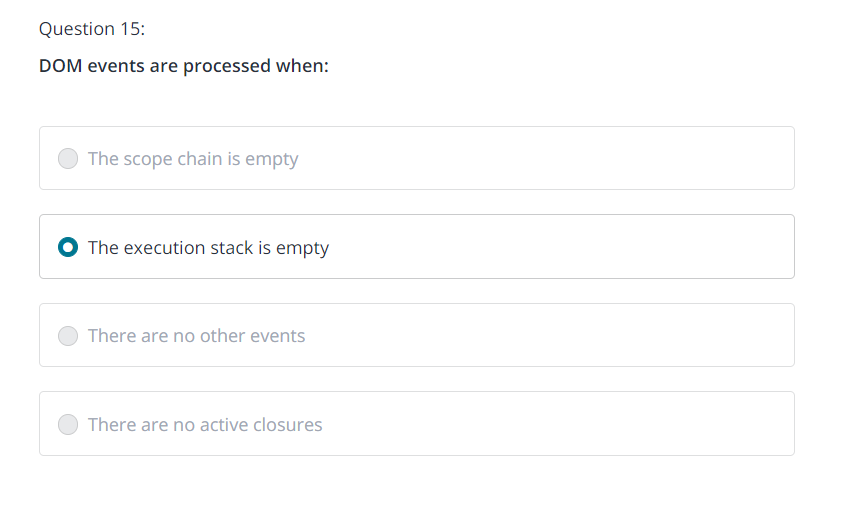 Question 15:
DOM events are processed when:
The scope chain is empty
The execution stack is empty
There are no other events
There are no active closures